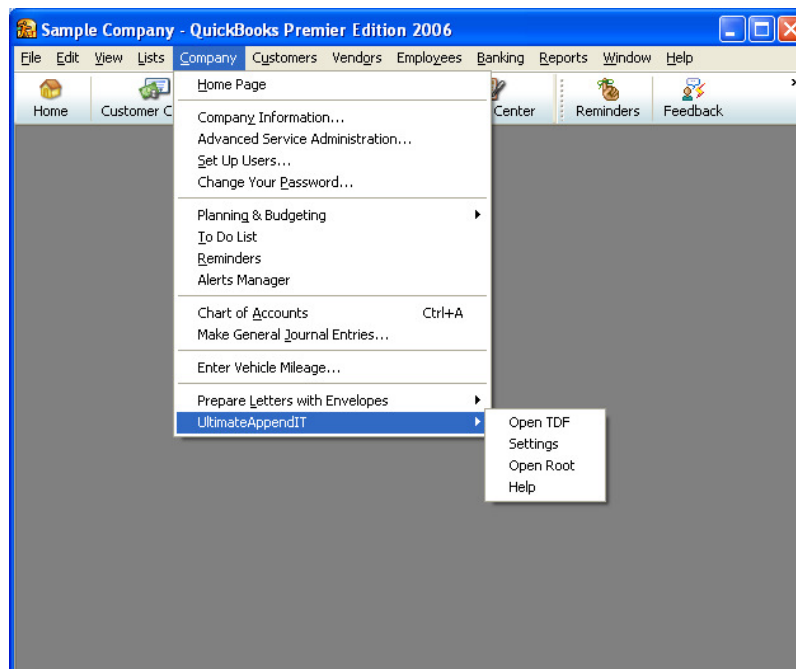 Sample Company - QuickBooks Premier Edition 2006
File Edit View Lists Company Customers Vendors Employees Banking Reports Window Help
Home Customer C Center Reminders Feedback
Home Page
Company Information...
Advanced Service Administration...
Set Up Users...
Change Your Password...
Planning & Budgeting
To Do List
Reminders
Alerts Manager
Chart of Accounts Ctrl+A
Make General Journal Entries...
Enter Vehicle Mileage...
Prepare Letters with Envelopes
UltimateAppendIT
Open TDF
Settings
Open Root
Help